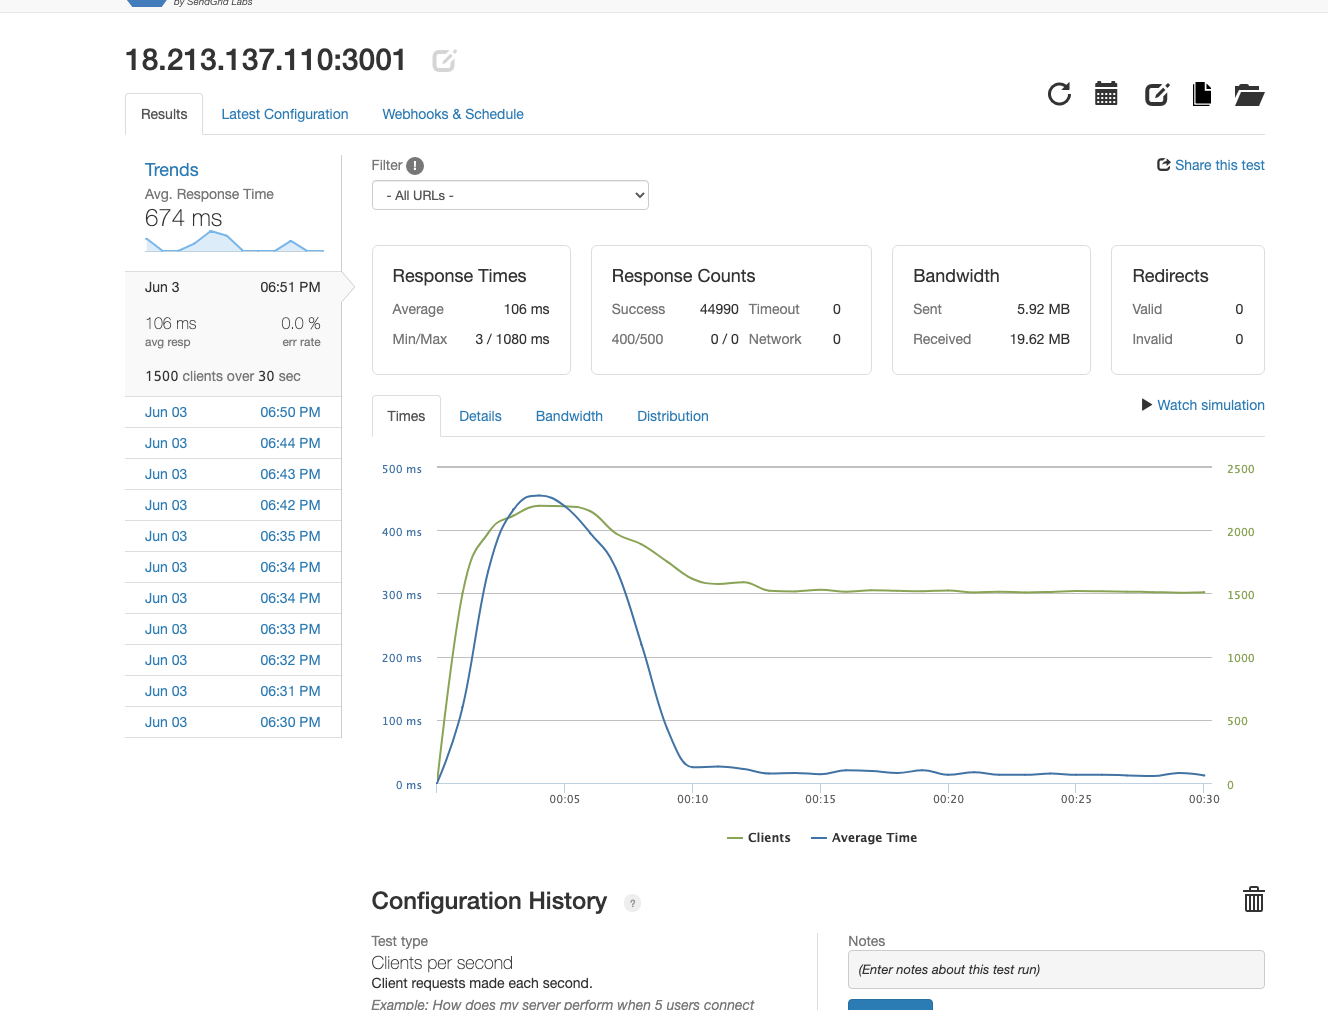 by SendGrid Labs
18.213.137.110:3001
Results Latest Configuration Webhooks & Schedule
Trends
Avg. Response Time
674 ms
Jun 3 06:51 PM
106 ms 0.0 %
avg resp err rate
1500 clients over 30 sec
Jun 03 06:50 PM
Jun 03 06:44 PM
Jun 03 06:43 PM
Jun 03 06:42 PM
Jun 03 06:35 PM
Jun 03 06:34 PM
Jun 03 06:34 PM
Jun 03 06:33 PM
Jun 03 06:32 PM
Jun 03 06:31 PM
Jun 03 06:30 PM
Filter !
Share this test
- All URLs -
Response Times
Average 106 ms
Min/Max 3 / 1080 ms
Response Counts
Success 44990 Timeout 0
400/500 0 / 0 Network 0
Bandwidth
Sent 5.92 MB
Received 19.62 MB
Redirects
Valid 0
Invalid 0
Times Details Bandwidth Distribution
Watch simulation
500 ms 2500
400 ms 2000
300 ms 1500
200 ms 1000
100 ms 500
0 ms 0
00:05 00:10 00:15 00:20 00:25 00:30
Clients Average Time
Configuration History ?
Test type
Clients per second
Client requests made each second.
Example: How does my server perform when 5 users connect
Notes
(Enter notes about this test run)